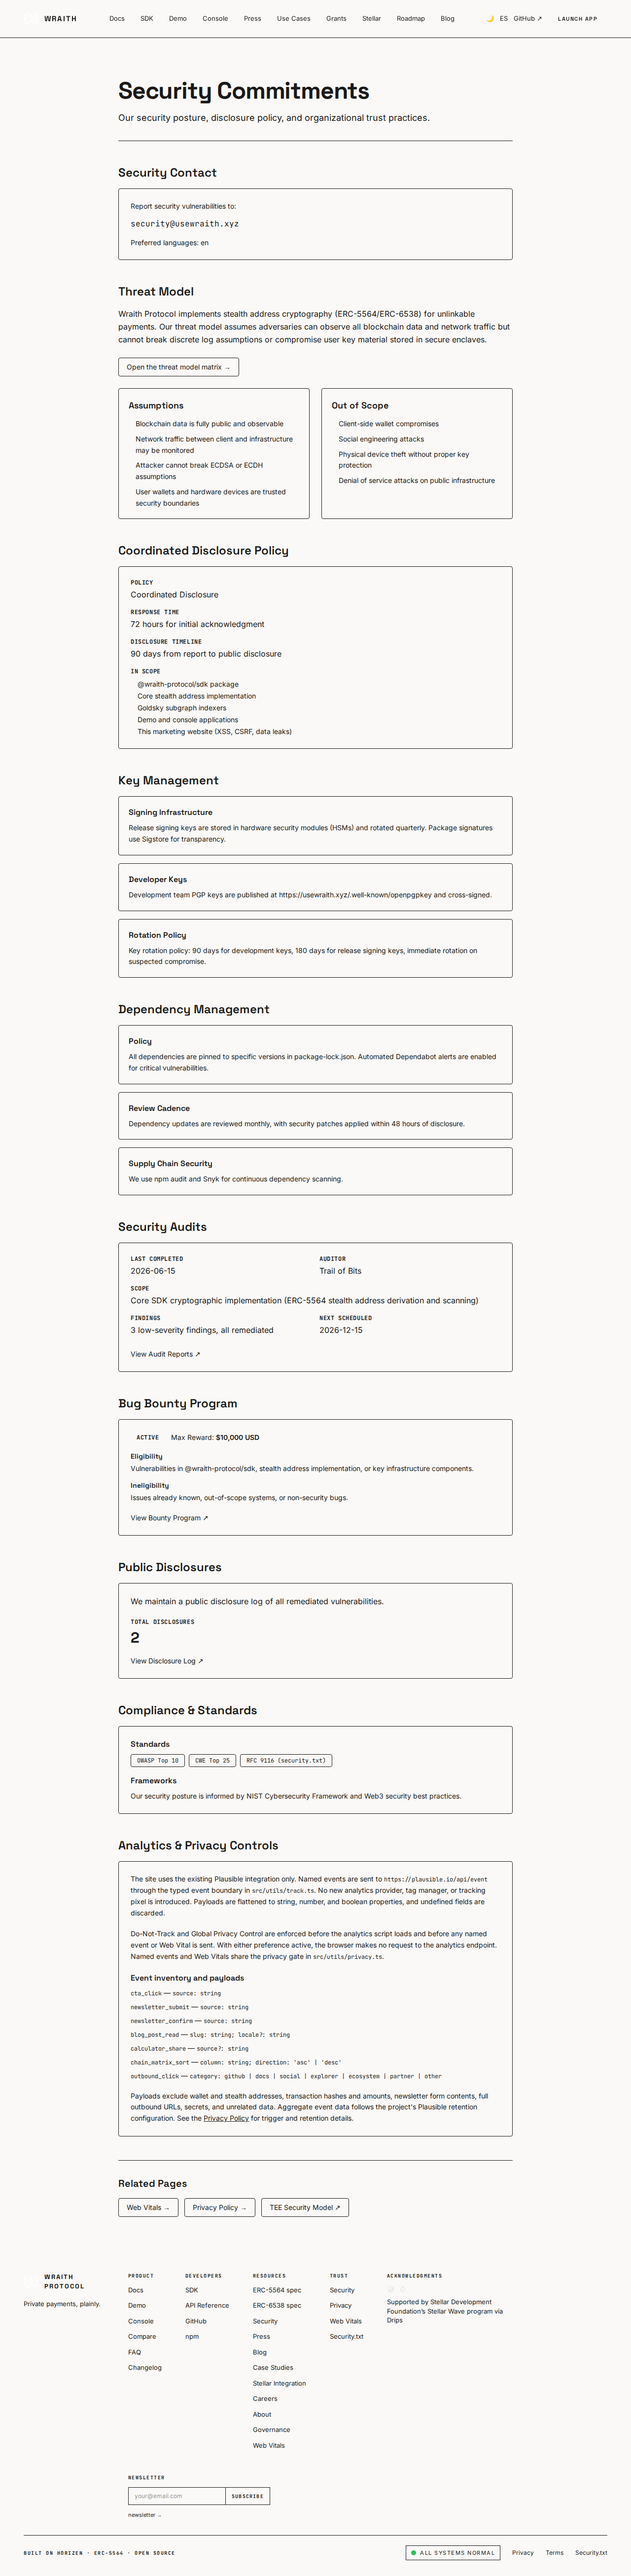 WRAITH Docs SDK Demo Console Press Use Cases Grants Stellar Roadmap Blog 🌙 ES GitHub ↗ LAUNCH APP
Security Commitments
Our security posture, disclosure policy, and organizational trust practices.
Security Contact
Report security vulnerabilities to:
security@usewraith.xyz
Preferred languages: en
Threat Model
Wraith Protocol implements stealth address cryptography (ERC-5564/ERC-6538) for unlinkable
payments. Our threat model assumes adversaries can observe all blockchain data and network traffic but
cannot break discrete log assumptions or compromise user key material stored in secure enclaves.
Open the threat model matrix →
Assumptions
Blockchain data is fully public and observable
Network traffic between client and infrastructure
may be monitored
Attacker cannot break ECDSA or ECDH
assumptions
User wallets and hardware devices are trusted
security boundaries
Out of Scope
Client-side wallet compromises
Social engineering attacks
Physical device theft without proper key
protection
Denial of service attacks on public infrastructure
Coordinated Disclosure Policy
POLICY
Coordinated Disclosure
RESPONSE TIME
72 hours for initial acknowledgment
DISCLOSURE TIMELINE
90 days from report to public disclosure
IN SCOPE
@wraith-protocol/sdk package
Core stealth address implementation
Goldsky subgraph indexers
Demo and console applications
This marketing website (XSS, CSRF, data leaks)
Key Management
Signing Infrastructure
Release signing keys are stored in hardware security modules (HSMs) and rotated quarterly. Package signatures
use Sigstore for transparency.
Developer Keys
Development team PGP keys are published at https://usewraith.xyz/.well-known/openpgpkey and cross-signed.
Rotation Policy
Key rotation policy: 90 days for development keys, 180 days for release signing keys, immediate rotation on
suspected compromise.
Dependency Management
Policy
All dependencies are pinned to specific versions in package-lock.json. Automated Dependabot alerts are enabled
for critical vulnerabilities.
Review Cadence
Dependency updates are reviewed monthly, with security patches applied within 48 hours of disclosure.
Supply Chain Security
We use npm audit and Snyk for continuous dependency scanning.
Security Audits
LAST COMPLETED
2026-06-15
AUDITOR
Trail of Bits
SCOPE
Core SDK cryptographic implementation (ERC-5564 stealth address derivation and scanning)
FINDINGS
3 low-severity findings, all remediated
NEXT SCHEDULED
2026-12-15
View Audit Reports ↗
Bug Bounty Program
ACTIVE Max Reward: $10,000 USD
Eligibility
Vulnerabilities in @wraith-protocol/sdk, stealth address implementation, or key infrastructure components.
Ineligibility
Issues already known, out-of-scope systems, or non-security bugs.
View Bounty Program ↗
Public Disclosures
We maintain a public disclosure log of all remediated vulnerabilities.
TOTAL DISCLOSURES
2
View Disclosure Log ↗
Compliance & Standards
Standards
OWASP Top 10 CWE Top 25 RFC 9116 (security.txt)
Frameworks
Our security posture is informed by NIST Cybersecurity Framework and Web3 security best practices.
Analytics & Privacy Controls
The site uses the existing Plausible integration only. Named events are sent to https://plausible.io/api/event
through the typed event boundary in src/utils/track.ts. No new analytics provider, tag manager, or tracking
pixel is introduced. Payloads are flattened to string, number, and boolean properties, and undefined fields are
discarded.
Do-Not-Track and Global Privacy Control are enforced before the analytics script loads and before any named
event or Web Vital is sent. With either preference active, the browser makes no request to the analytics endpoint.
Named events and Web Vitals share the privacy gate in src/utils/privacy.ts.
Event inventory and payloads
cta_click — source: string
newsletter_submit — source: string
newsletter_confirm — source: string
blog_post_read — slug: string; locale?: string
calculator_share — source?: string
chain_matrix_sort — column: string; direction: 'asc' | 'desc'
outbound_click — category: github | docs | social | explorer | ecosystem | partner | other
Payloads exclude wallet and stealth addresses, transaction hashes and amounts, newsletter form contents, full
outbound URLs, secrets, and unrelated data. Aggregate event data follows the project's Plausible retention
configuration. See the Privacy Policy for trigger and retention details.
Related Pages
Web Vitals → Privacy Policy → TEE Security Model ↗
WRAITH
PROTOCOL
Private payments, plainly.
PRODUCT
Docs
Demo
Console
Compare
FAQ
Changelog
DEVELOPERS
SDK
API Reference
GitHub
npm
RESOURCES
ERC-5564 spec
ERC-6538 spec
Security
Press
Blog
Case Studies
Stellar Integration
Careers
About
Governance
Web Vitals
TRUST
Security
Privacy
Web Vitals
Security.txt
ACKNOWLEDGMENTS
Supported by Stellar Development
Foundation's Stellar Wave program via
Drips
NEWSLETTER
your@email.com SUBSCRIBE
newsletter →
BUILT ON HORIZEN · ERC-5564 · OPEN SOURCE ALL SYSTEMS NORMAL Privacy Terms Security.txt